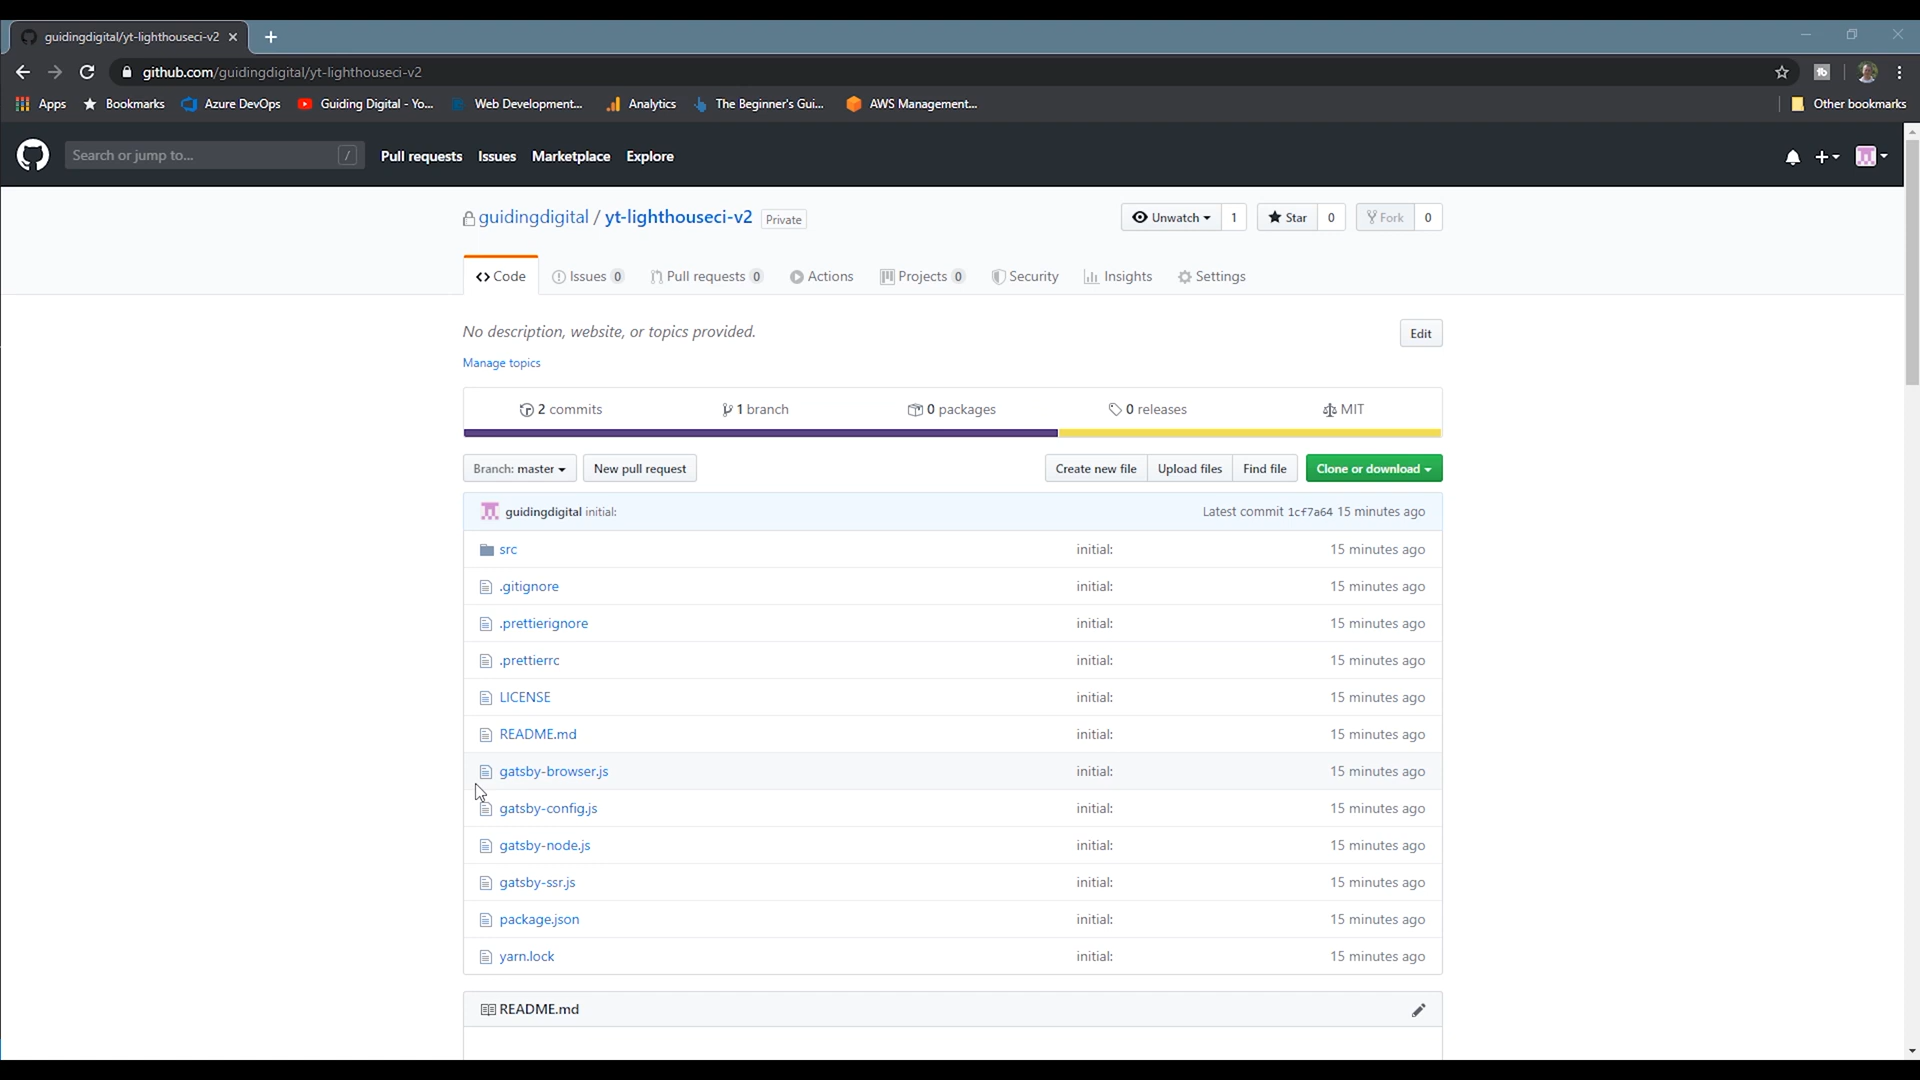 guidingdigital/yt-lighthouseci-v2
github.com/guidingdigital/yt-lighthouseci-v2
Apps Bookmarks Azure DevOps Guiding Digital - Yo... Web Development... Analytics The Beginner's Gui... AWS Management... Other bookmarks
Search or jump to... / Pull requests Issues Marketplace Explore
guidingdigital / yt-lighthouseci-v2 Private Unwatch 1 Star 0 Fork 0
Code Issues 0 Pull requests 0 Actions Projects 0 Security Insights Settings
No description, website, or topics provided. Edit
Manage topics
2 commits 1 branch 0 packages 0 releases MIT
Branch: master New pull request Create new file Upload files Find file Clone or download
guidingdigital initial: Latest commit 1cf7a64 15 minutes ago
src initial: 15 minutes ago
.gitignore initial: 15 minutes ago
.prettierignore initial: 15 minutes ago
.prettierrc initial: 15 minutes ago
LICENSE initial: 15 minutes ago
README.md initial: 15 minutes ago
gatsby-browser.js initial: 15 minutes ago
gatsby-config.js initial: 15 minutes ago
gatsby-node.js initial: 15 minutes ago
gatsby-ssr.js initial: 15 minutes ago
package.json initial: 15 minutes ago
yarn.lock initial: 15 minutes ago
README.md